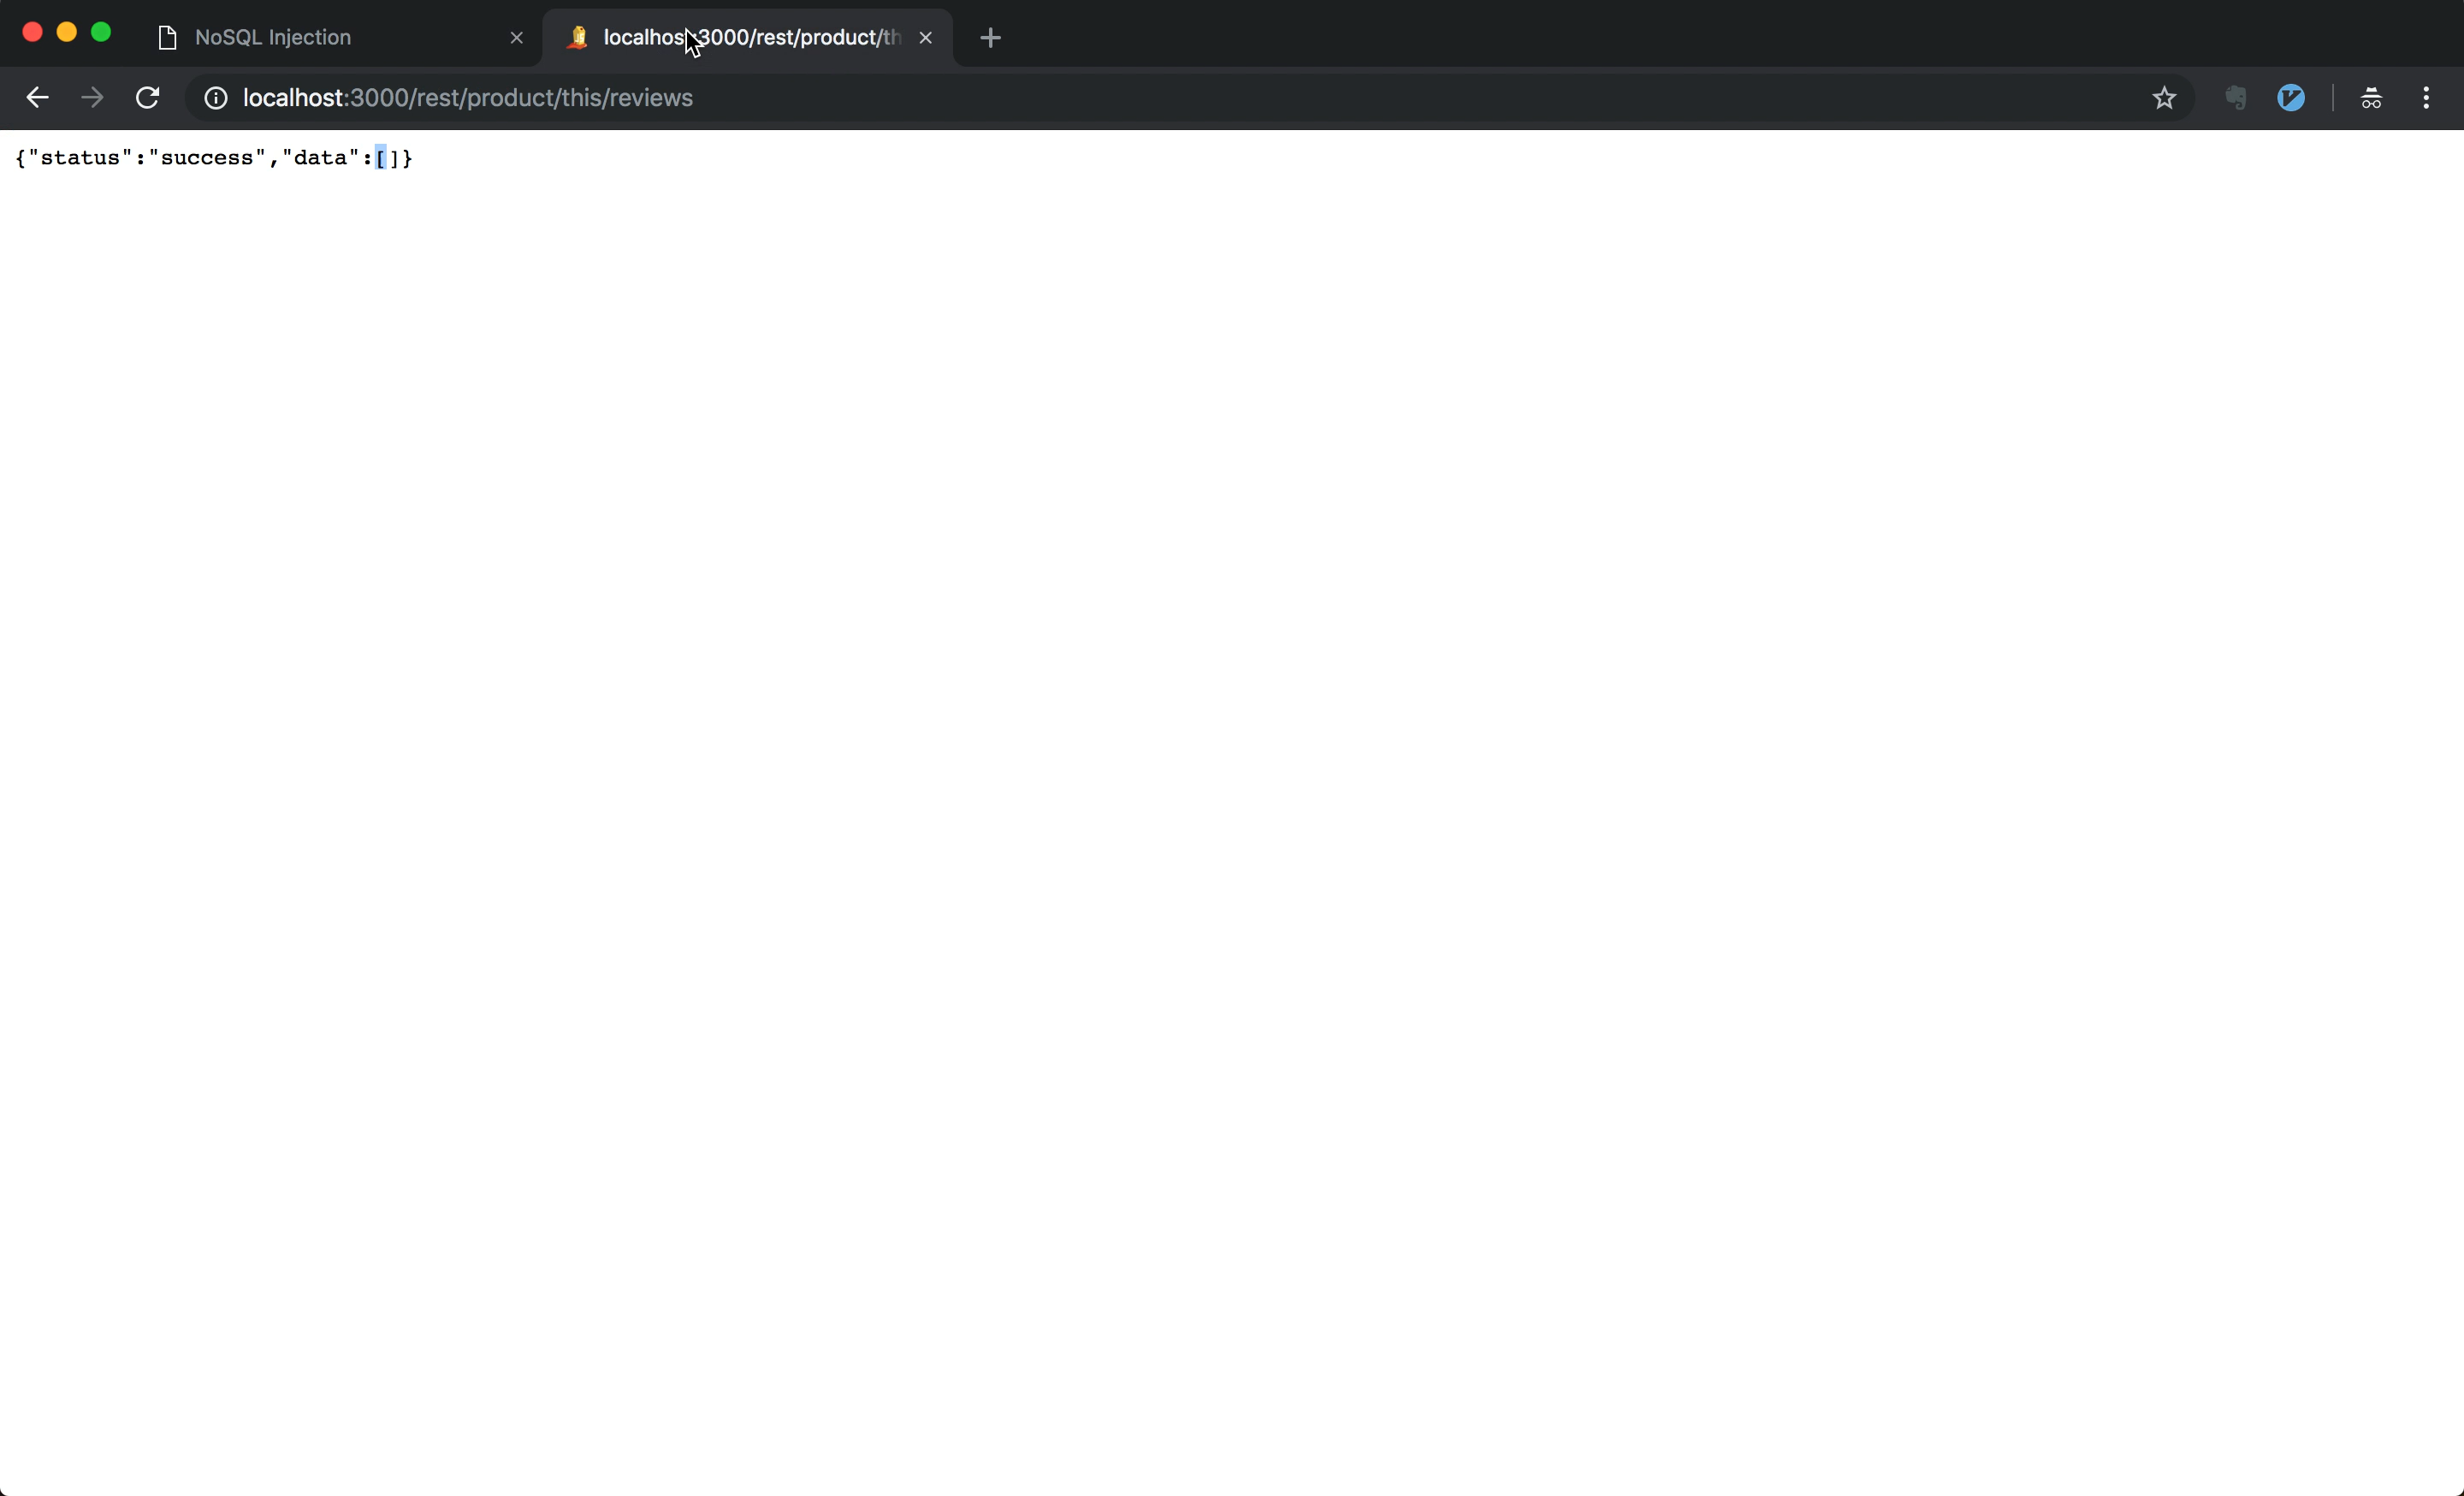 NoSQL Injection
localhost:3000/rest/product/th
localhost:3000/rest/product/this/reviews
{"status":"success","data":[]}